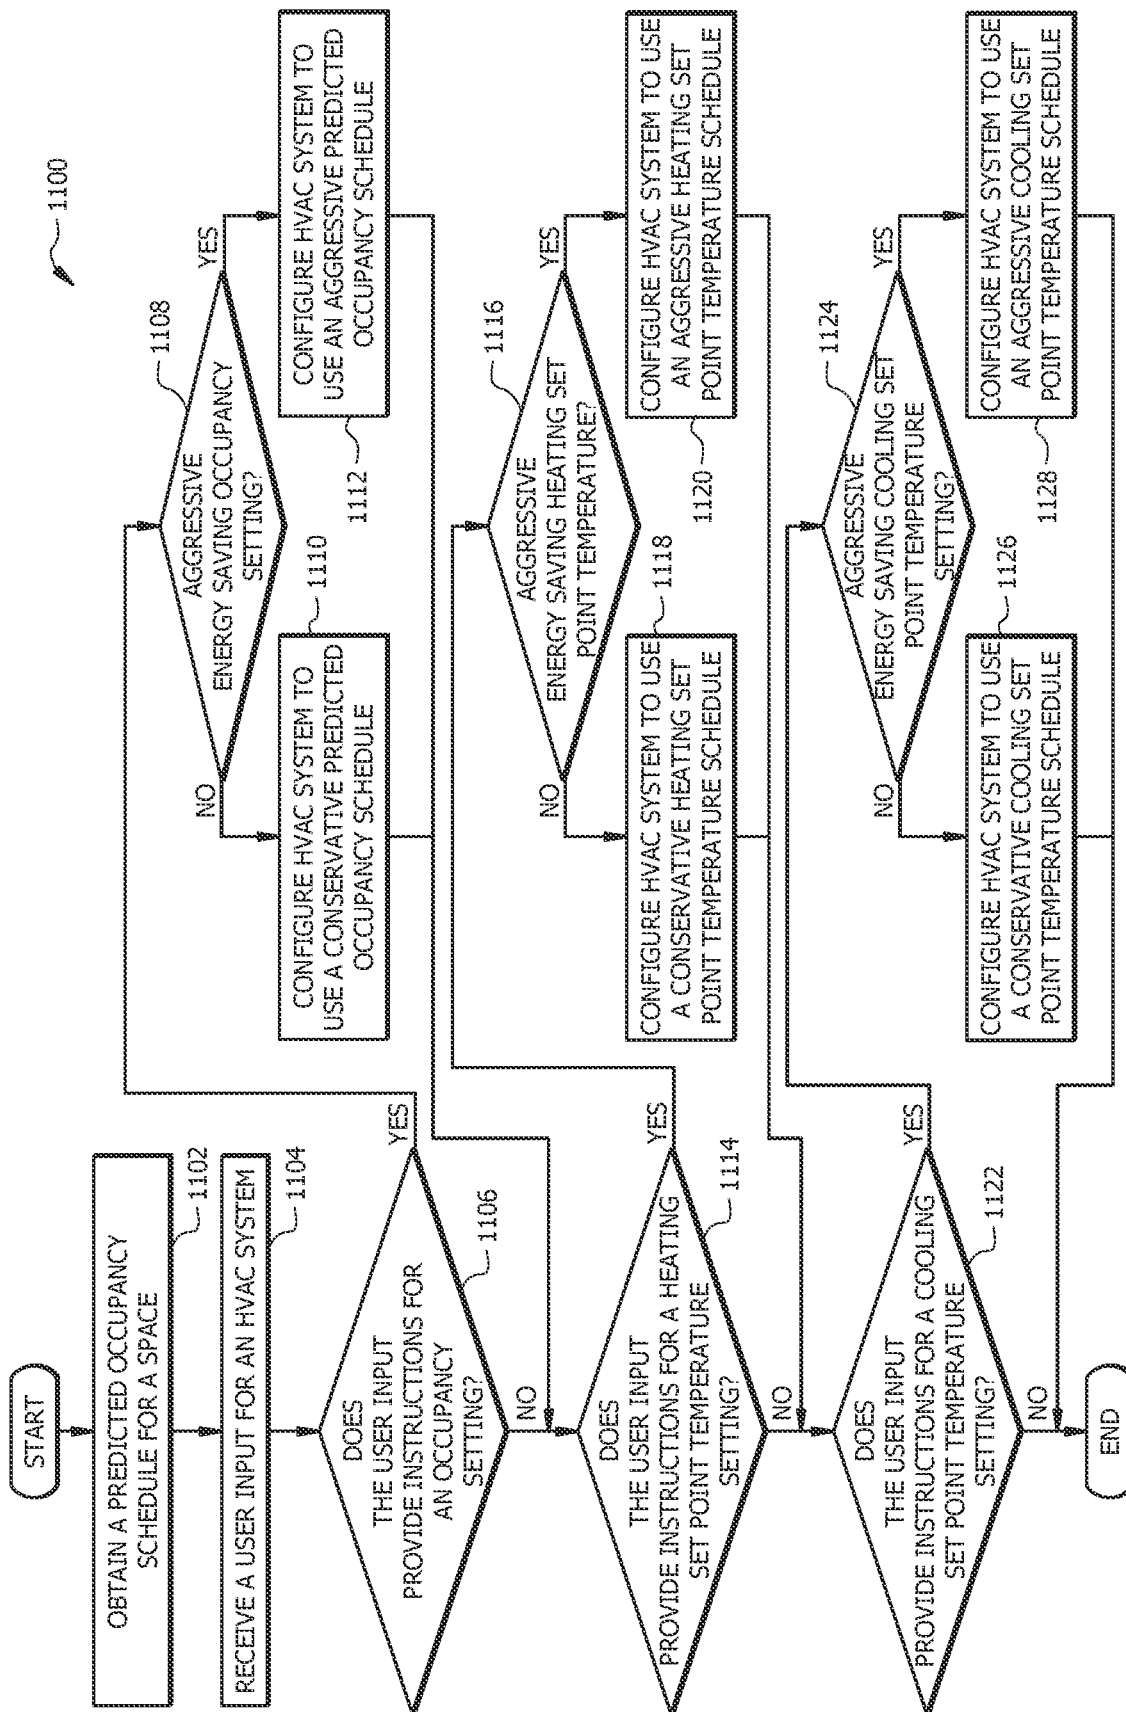 1100
START
OBTAIN A PREDICTED OCCUPANCY
SCHEDULE FOR A SPACE
1102
RECEIVE A USER INPUT FOR AN HVAC SYSTEM
1104
DOES
THE USER INPUT
PROVIDE INSTRUCTIONS FOR
AN OCCUPANCY
SETTING?
1106
YES
NO
AGGRESSIVE
ENERGY SAVING OCCUPANCY
SETTING?
1108
NO
YES
CONFIGURE HVAC SYSTEM TO
USE A CONSERVATIVE PREDICTED
OCCUPANCY SCHEDULE
1110
CONFIGURE HVAC SYSTEM TO
USE AN AGGRESSIVE PREDICTED
OCCUPANCY SCHEDULE
1112
DOES
THE USER INPUT
PROVIDE INSTRUCTIONS FOR A HEATING
SET POINT TEMPERATURE
SETTING?
1114
YES
NO
AGGRESSIVE
ENERGY SAVING HEATING SET
POINT TEMPERATURE?
1116
NO
YES
CONFIGURE HVAC SYSTEM TO USE
A CONSERVATIVE HEATING SET
POINT TEMPERATURE SCHEDULE
1118
CONFIGURE HVAC SYSTEM TO USE
AN AGGRESSIVE HEATING SET
POINT TEMPERATURE SCHEDULE
1120
DOES
THE USER INPUT
PROVIDE INSTRUCTIONS FOR A COOLING
SET POINT TEMPERATURE
SETTING?
1122
YES
NO
AGGRESSIVE
ENERGY SAVING COOLING SET
POINT TEMPERATURE
SETTING?
1124
NO
YES
CONFIGURE HVAC SYSTEM TO USE
A CONSERVATIVE COOLING SET
POINT TEMPERATURE SCHEDULE
1126
CONFIGURE HVAC SYSTEM TO USE
AN AGGRESSIVE COOLING SET
POINT TEMPERATURE SCHEDULE
1128
END